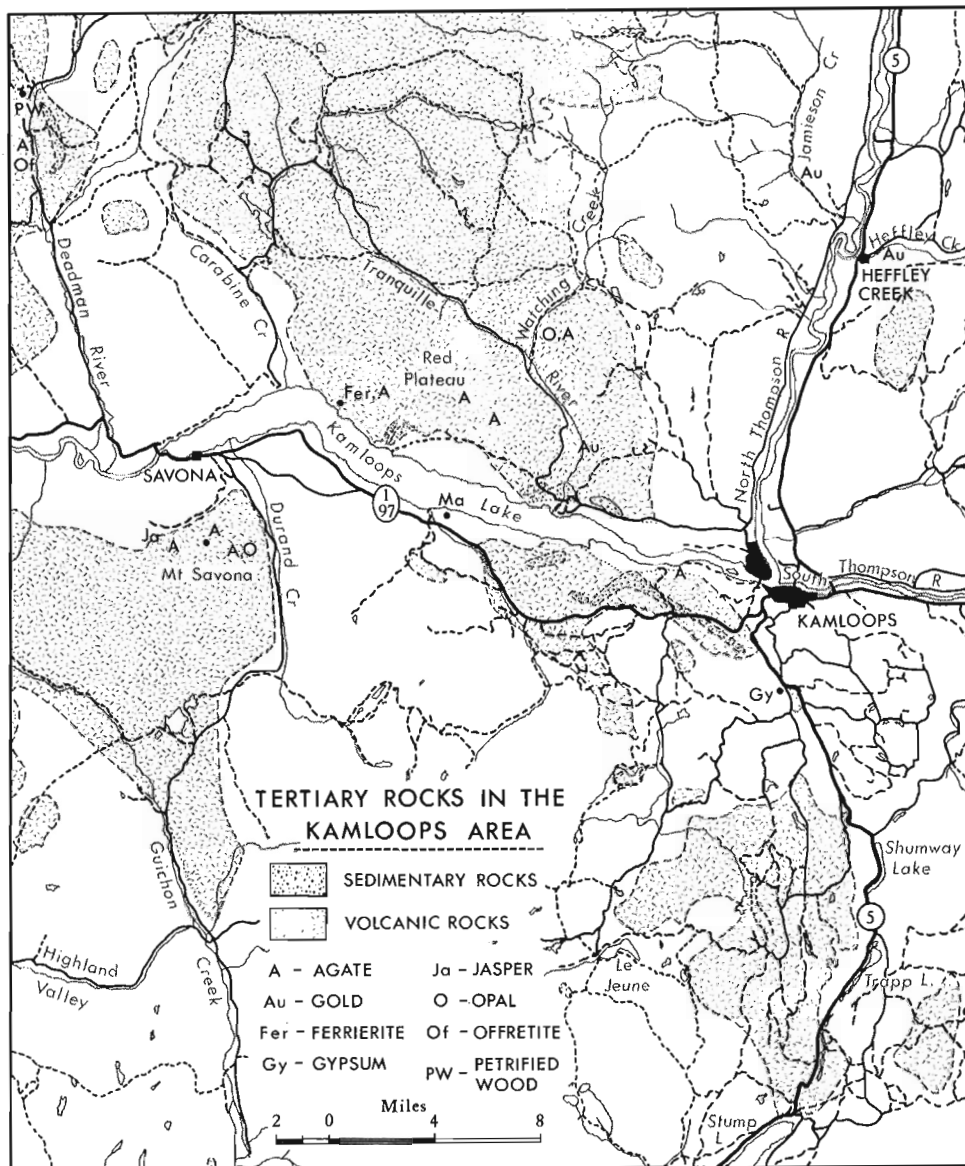 5
Jamieson Cr
Au
PW
A
Of
Heffley Ck
Au
HEFFLEY
CREEK
Deadman River
Carabine Cr
Tranquille River
Watching Creek
O,A
Red
Plateau
Fer,A
A
A
Au
North Thompson R
Kamloops Lake
SAVONA
1
97
Ma
Ja A
A
A,O
Mt Savona
Durand Cr
A
South Thompson R
KAMLOOPS
Gy
TERTIARY ROCKS IN THE
KAMLOOPS AREA
SEDIMENTARY ROCKS
VOLCANIC ROCKS
A - AGATE
Ja - JASPER
Au - GOLD
O - OPAL
Fer - FERRIERITE
Of - OFFRETITE
Gy - GYPSUM
PW - PETRIFIED
WOOD
Miles
2 0 4 8
Guichon Creek
Highland
Valley
Shumway
Lake
5
Le
Jeune
Trapp L.
Stump
L